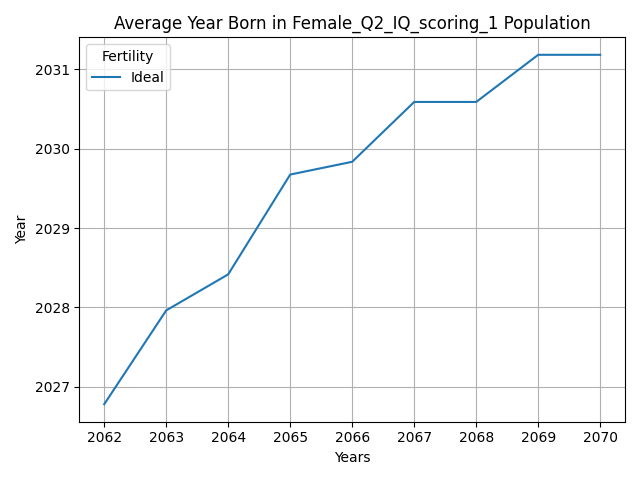 Average Year Born in Female_Q2_IQ_scoring_1 Population
Fertility
Ideal
2031
2030
2029
2028
2027
Year
2062 2063 2064 2065 2066 2067 2068 2069 2070
Years